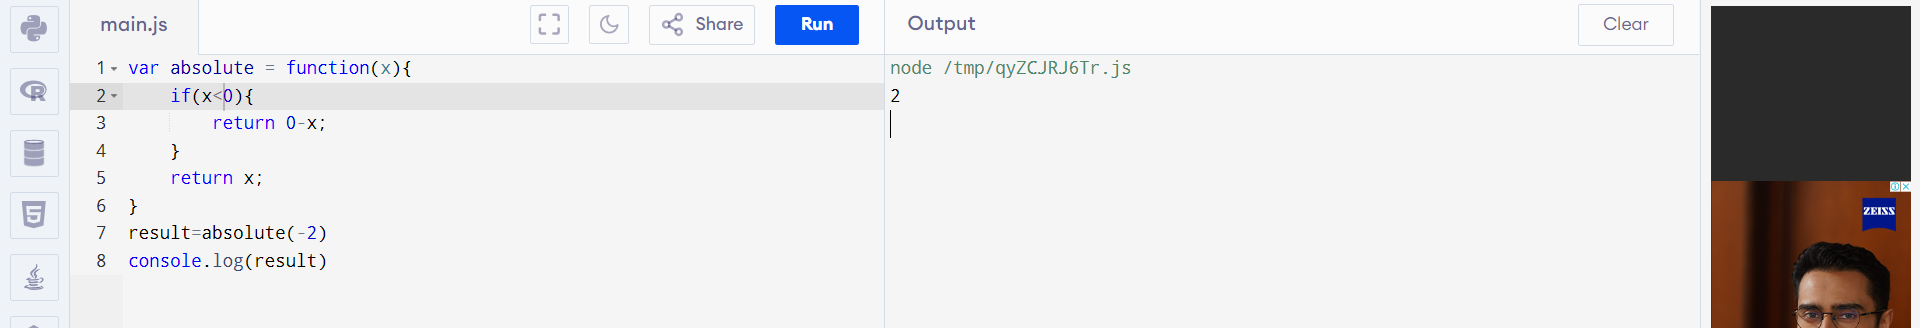 main.js
Share
Run
Output
Clear
1 var absolute = function(x){
2     if(x<0){
3         return 0-x;
4     }
5     return x;
6 }
7 result=absolute(-2)
8 console.log(result)
node /tmp/qyZCJRJ6Tr.js
2
ZEISS